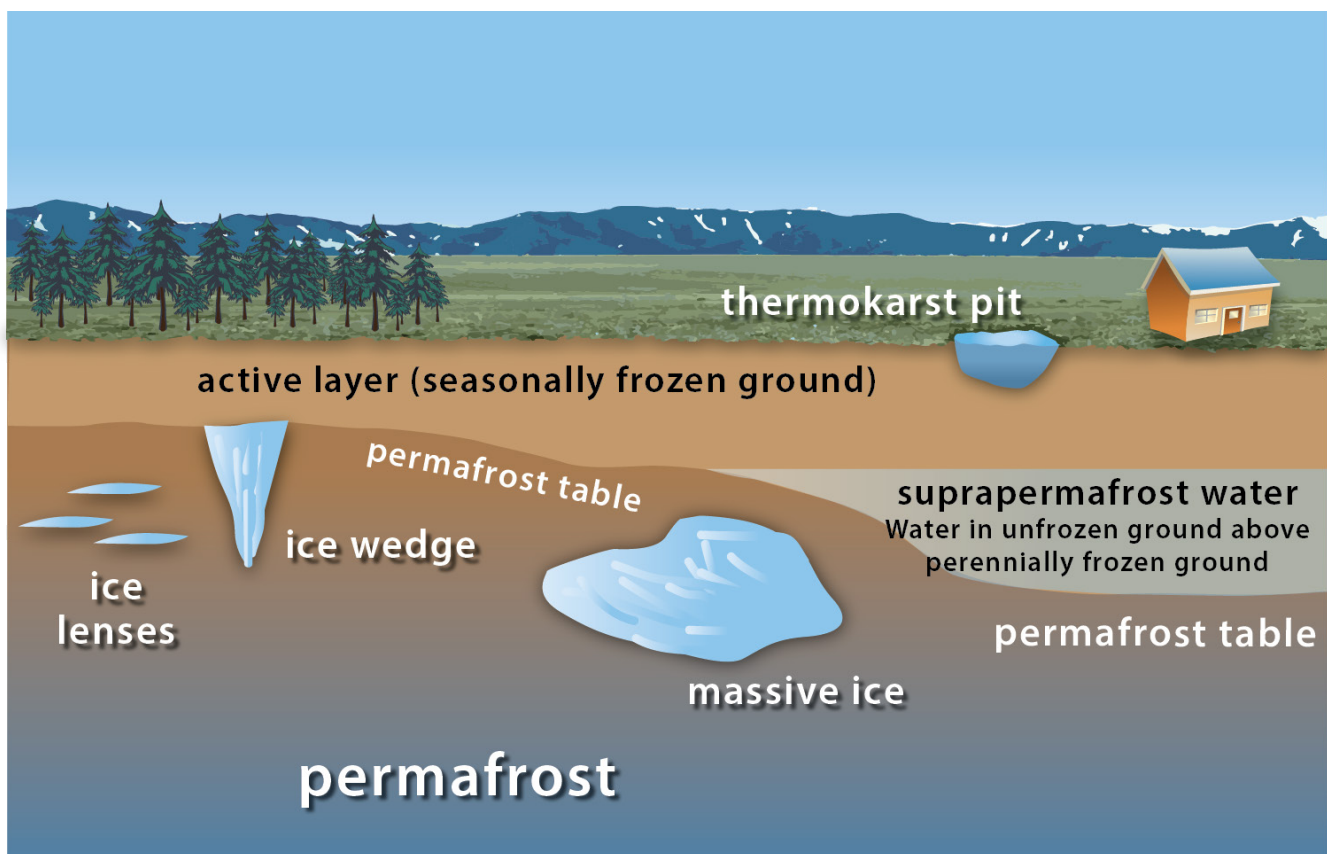 thermokarst pit
active layer (seasonally frozen ground)
permafrost table
suprapermafrost water
Water in unfrozen ground above
perennially frozen ground
ice wedge
ice
lenses
permafrost table
massive ice
permafrost